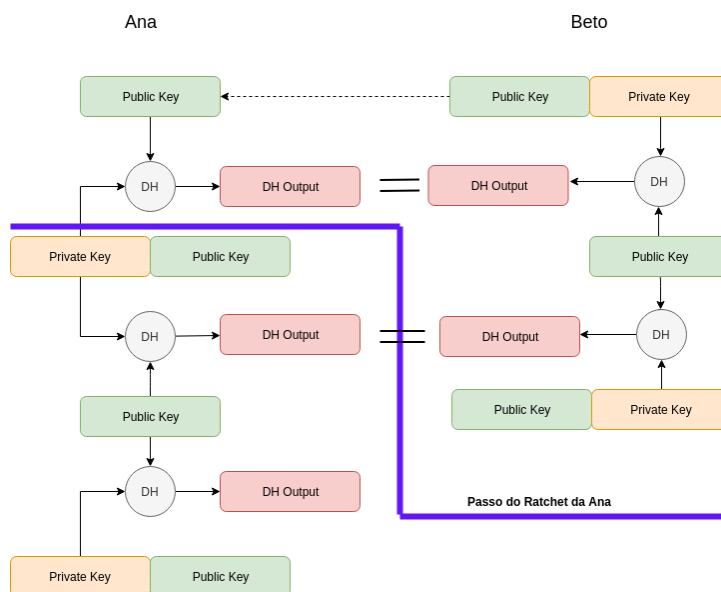 Ana
Beto
Public Key
Public Key
Private Key
DH
DH Output
DH Output
DH
Private Key
Public Key
Public Key
DH
DH Output
DH Output
DH
Public Key
Public Key
Private Key
DH
DH Output
Passo do Ratchet da Ana
Private Key
Public Key